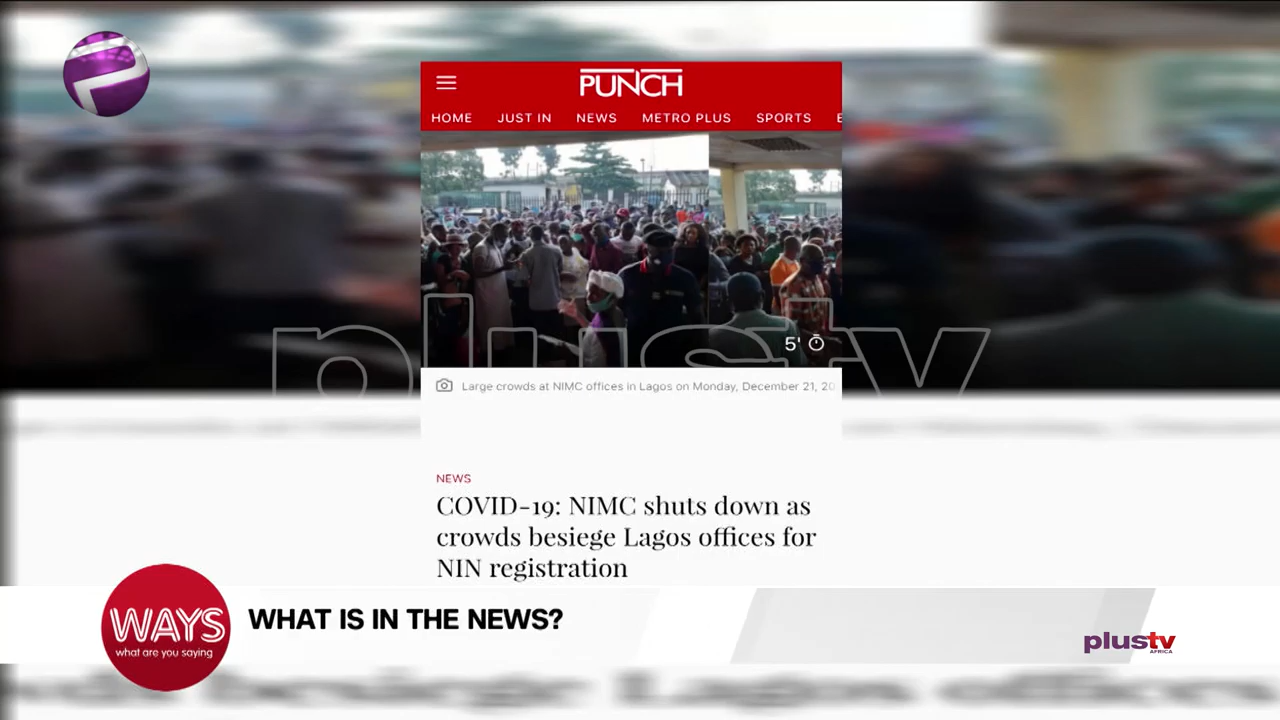 PUNCH
HOME JUST IN NEWS METRO PLUS SPORTS E
plustv
5'
Large crowds at NIMC offices in Lagos on Monday, December 21, 20
NEWS
COVID-19: NIMC shuts down as
crowds besiege Lagos offices for
NIN registration
WAYS
what are you saying
WHAT IS IN THE NEWS?
plustv
AFRICA